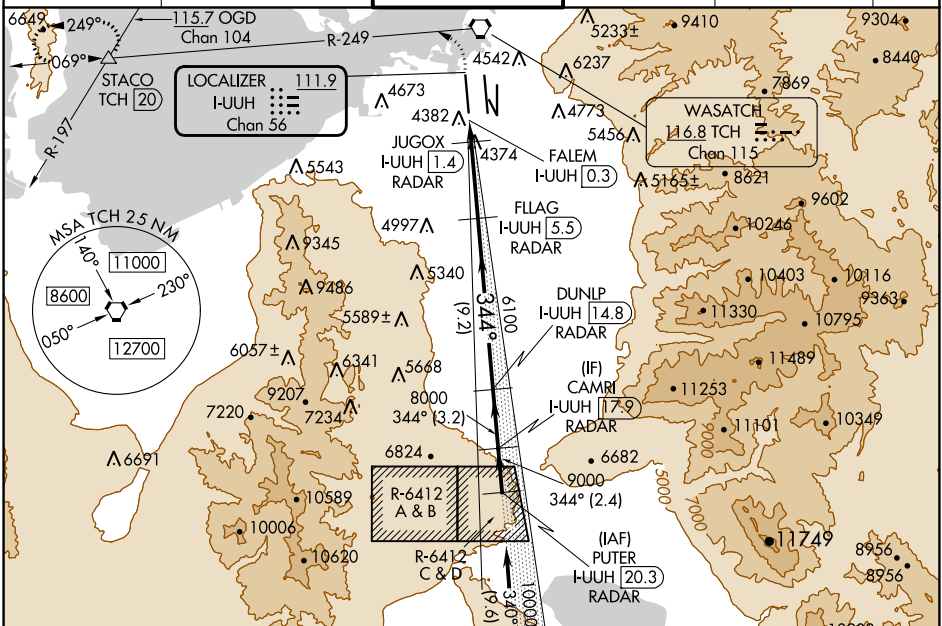 6649
249°
069°
115.7 OGD
Chan 104
R-249
STACO
TCH 20
R-197
LOCALIZER 111.9
I-UUH
Chan 56
4542
5233±
9410
9304
6237
8440
7869
4673
4382
4773
5456
WASATCH
116.8 TCH
Chan 115
JUGOX
I-UUH 1.4
RADAR
4374
FALEM
I-UUH 0.3
5543
5165±
8621
9602
FLLAG
I-UUH 5.5
RADAR
4997
10246
MSA TCH 25 NM
140°
11000
8600
230°
050°
12700
9345
9486
5340
10403
10116
9363
5589±
(9.2)
344°
6100
DUNLP
I-UUH 14.8
RADAR
11330
10795
6057±
6341
5668
11489
(IF)
CAMRI
I-UUH 17.9
RADAR
11253
9207
7220
7234
8000
344° (3.2)
11101
10349
9000
6691
6824
6682
9000
344° (2.4)
5000
7000
R-6412
A & B
10589
10006
10620
R-6412
C & D
(IAF)
PUTER
I-UUH 20.3
RADAR
11749
8956
8956
(9.6)
340°
10000